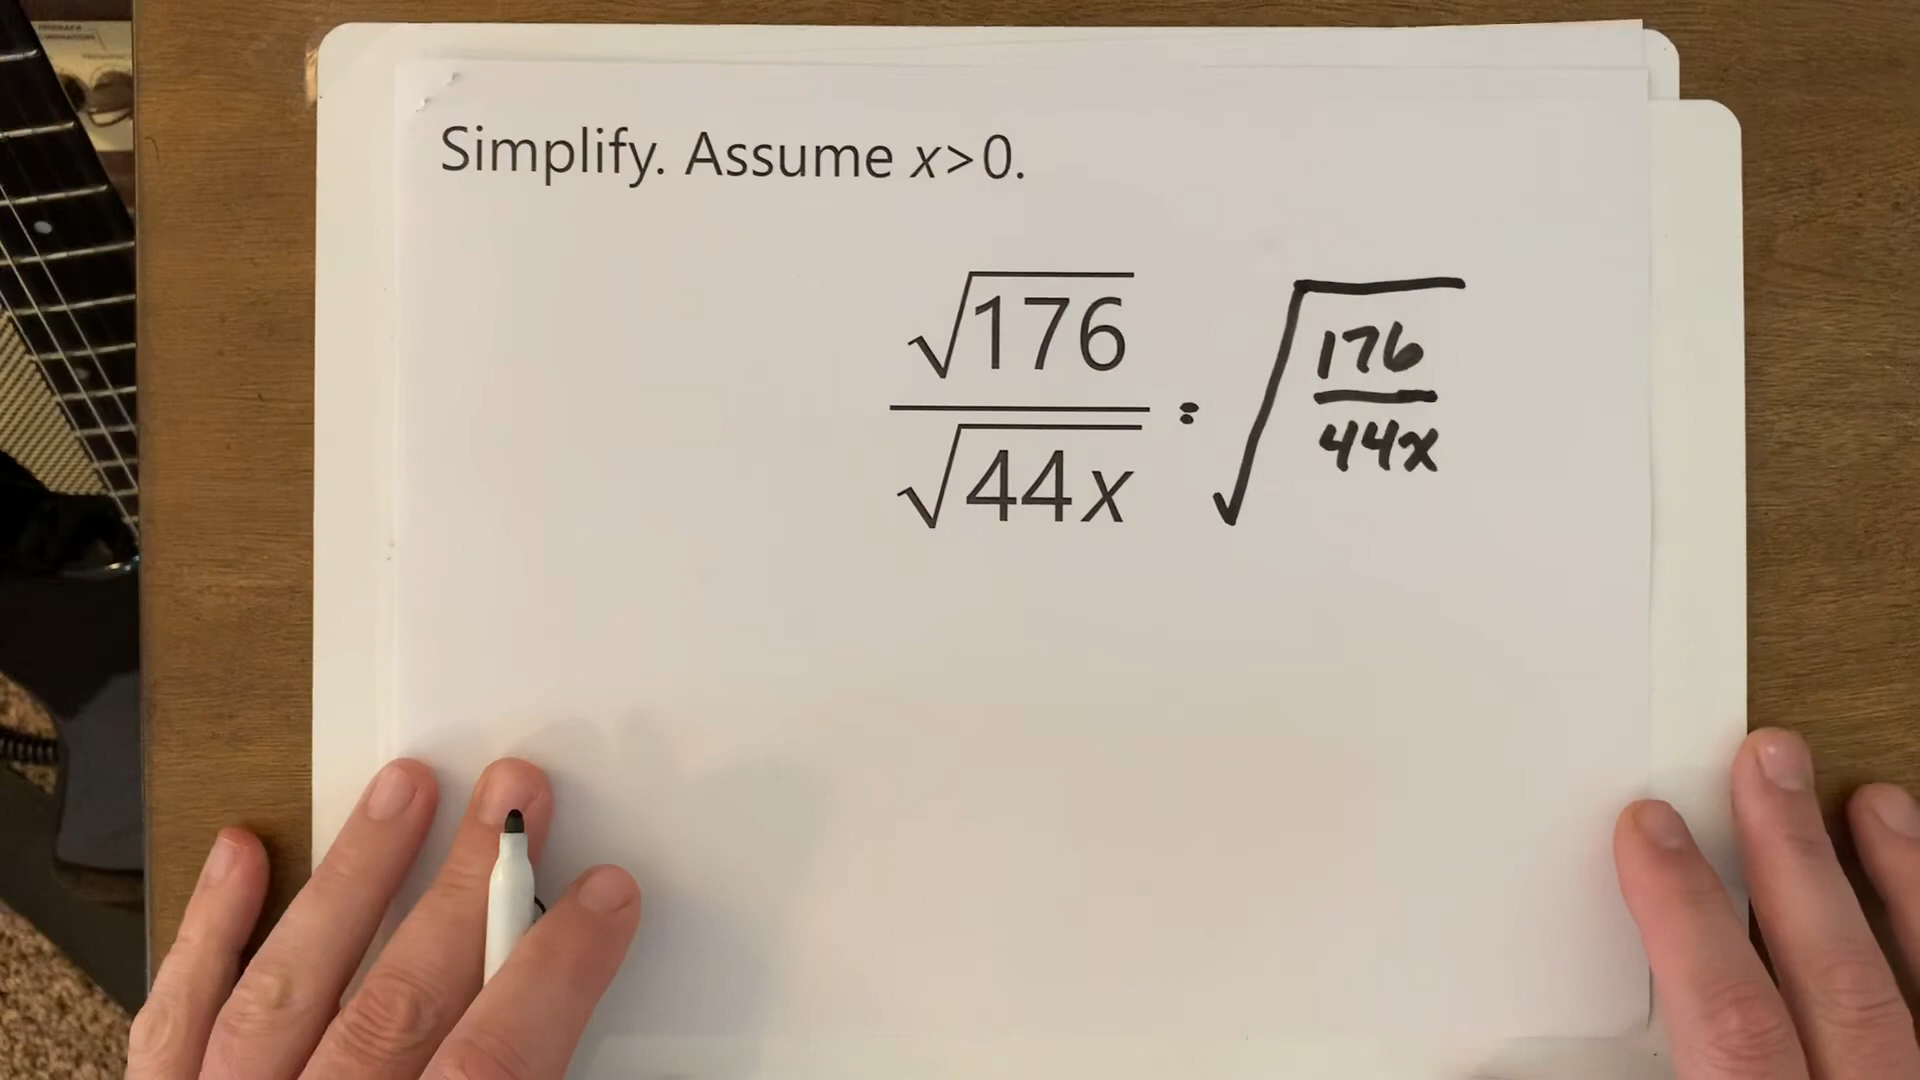 Simplify. Assume x>0.
√176 / √44x = √(176 / 44x)